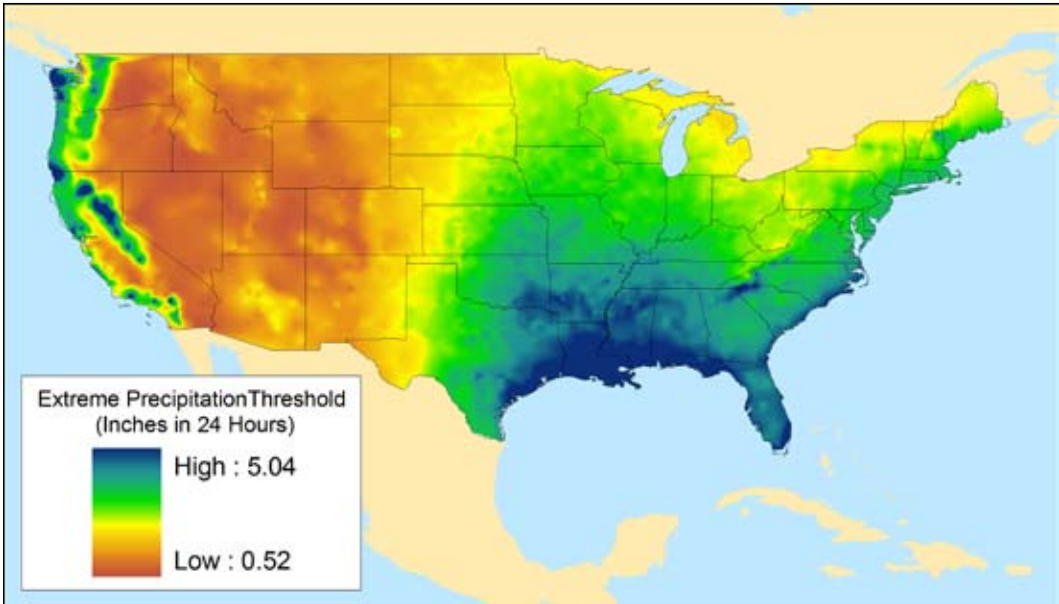 Extreme PrecipitationThreshold
(Inches in 24 Hours)
High : 5.04
Low : 0.52